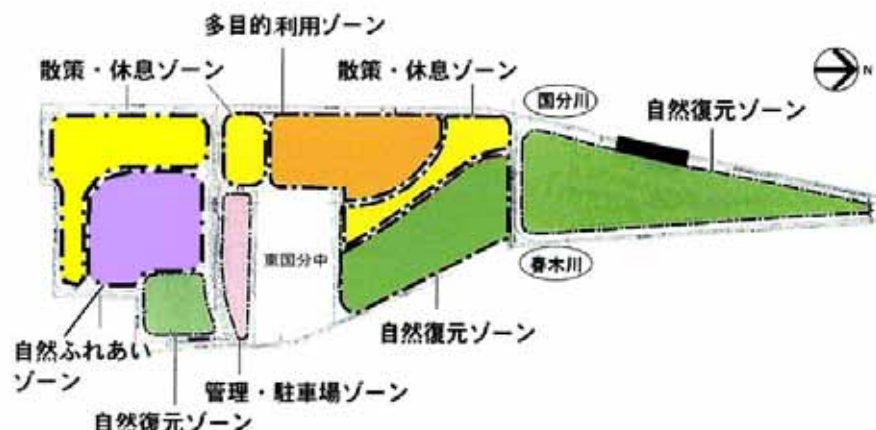 多目的利用ゾーン
散策・休息ゾーン
散策・休息ゾーン
N
国分川
自然復元ゾーン
東国分中
春木川
自然復元ゾーン
自然ふれあい
ゾーン
管理・駐車場ゾーン
自然復元ゾーン